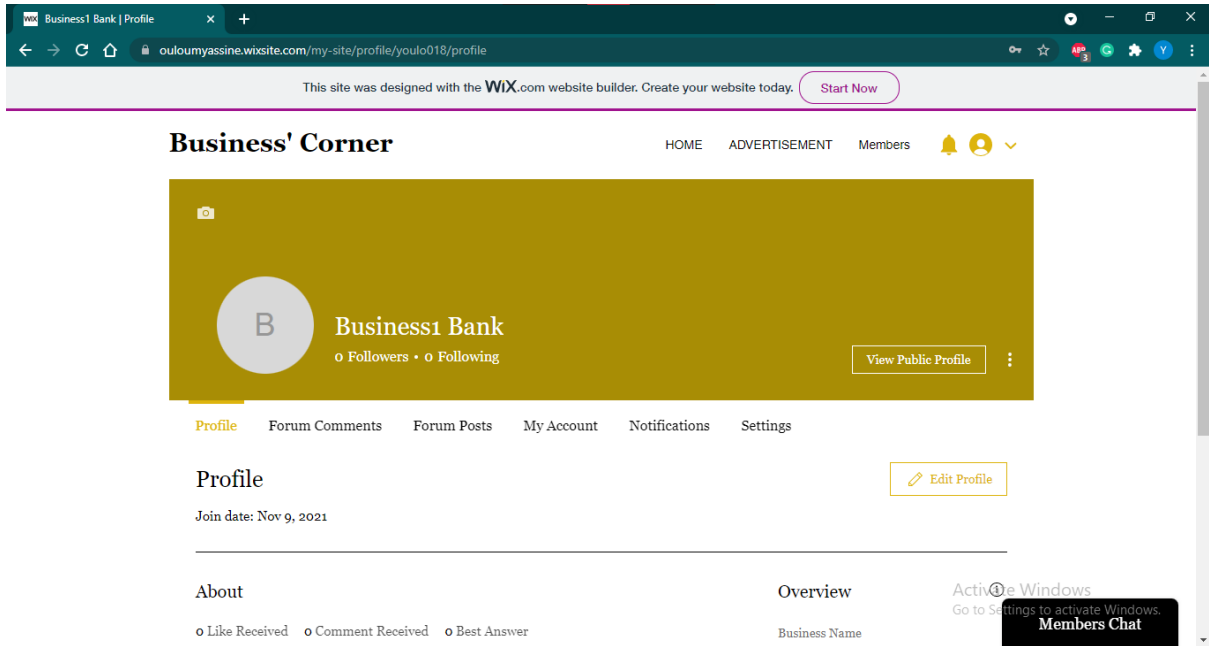 WiX Business1 Bank | Profile
ouloumyassine.wixsite.com/my-site/profile/youlo018/profile
ABP 3 G Y
This site was designed with the WiX.com website builder. Create your website today. Start Now
Business' Corner HOME ADVERTISEMENT Members
B
Business1 Bank
0 Followers • 0 Following
View Public Profile
Profile Forum Comments Forum Posts My Account Notifications Settings
Profile
Edit Profile
Join date: Nov 9, 2021
About
0 Like Received 0 Comment Received 0 Best Answer
Overview
Business Name
Activate Windows
Go to Settings to activate Windows.
Members Chat